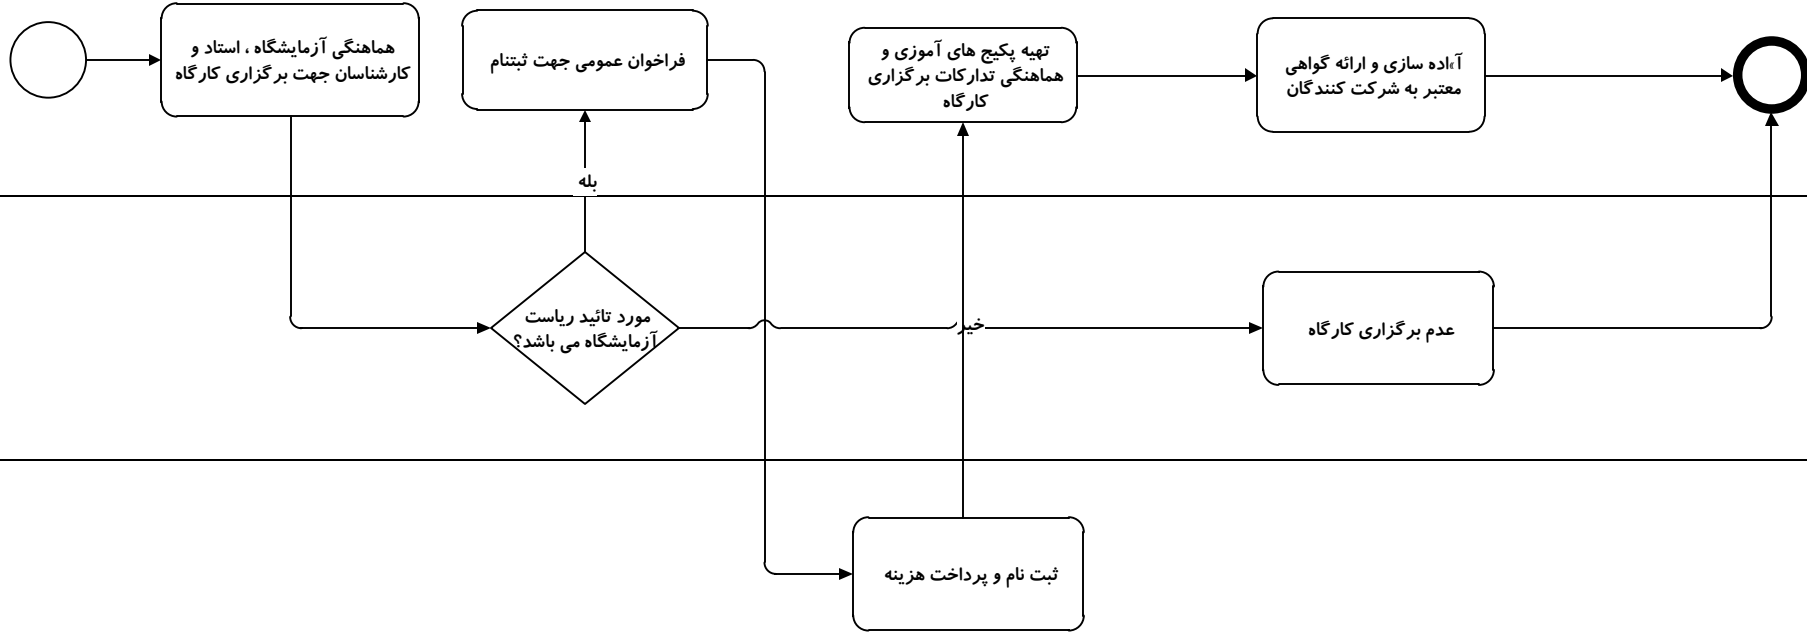 هماهنگی آزمایشگاه ، استاد و
کارشناسان جهت برگزاری کارگاه
فراخوان عمومی جهت ثبتنام
تهیه پکیج های آموزی و
هماهنگی تدارکات برگزاری
کارگاه
آاده سازی و ارائه گواهی
معتبر به شرکت کنندگان
بله
مورد تائید ریاست
آزمایشگاه می باشد؟
خیر
عدم برگزاری کارگاه
ثبت نام و پرداخت هزینه